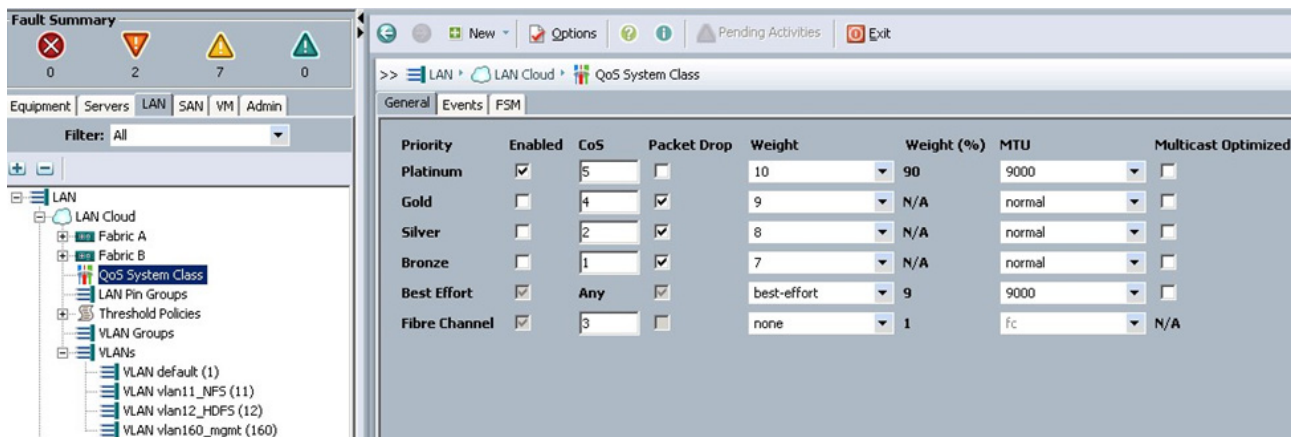 Fault Summary
0 2 7 0
New Options Pending Activities Exit
>> LAN LAN Cloud QoS System Class
Equipment Servers LAN SAN VM Admin
Filter: All
LAN
LAN Cloud
Fabric A
Fabric B
QoS System Class
LAN Pin Groups
Threshold Policies
VLAN Groups
VLANs
VLAN default (1)
VLAN vlan11_NFS (11)
VLAN vlan12_HDFS (12)
VLAN vlan160_mgmt (160)
General Events FSM
Priority Enabled CoS Packet Drop Weight Weight (%) MTU Multicast Optimized
Platinum 5 10 90 9000
Gold 4 9 N/A normal
Silver 2 8 N/A normal
Bronze 1 7 N/A normal
Best Effort Any best-effort 9 9000
Fibre Channel 3 none 1 fc N/A